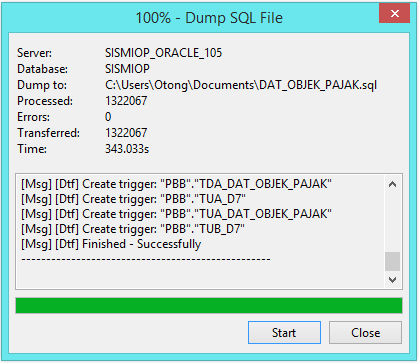 100% - Dump SQL File
Server: SISMIOP_ORACLE_105
Database: SISMIOP
Dump to: C:\Users\Otong\Documents\DAT_OBJEK_PAJAK.sql
Processed: 1322067
Errors: 0
Transferred: 1322067
Time: 343.033s
[Msg] [Dtf] Create trigger: "PBB"."TDA_DAT_OBJEK_PAJAK"
[Msg] [Dtf] Create trigger: "PBB"."TUA_D7"
[Msg] [Dtf] Create trigger: "PBB"."TUA_DAT_OBJEK_PAJAK"
[Msg] [Dtf] Create trigger: "PBB"."TUB_D7"
[Msg] [Dtf] Finished - Successfully
--------------------------------------------------
Start Close